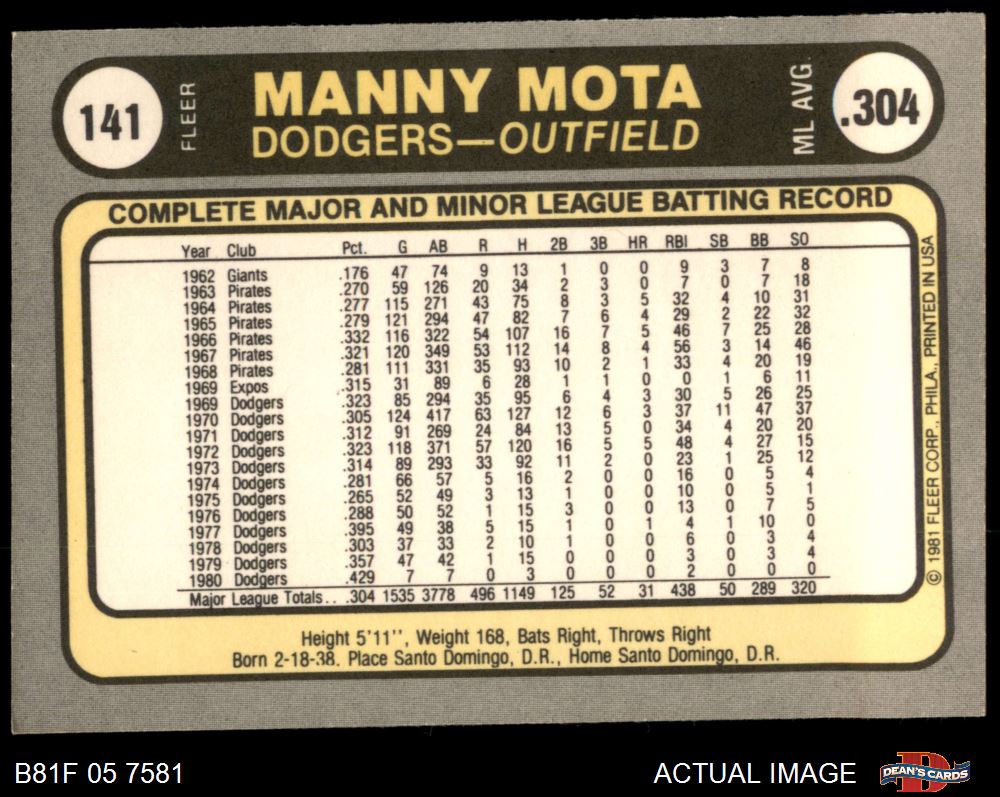 141 FLEER MANNY MOTA ML AVG. .304
DODGERS—OUTFIELD
COMPLETE MAJOR AND MINOR LEAGUE BATTING RECORD
Year Club Pct. G AB R H 2B 3B HR RBI SB BB SO
1962 Giants .176 47 74 9 13 1 0 0 9 3 7 8
1963 Pirates .270 59 126 20 34 2 3 0 7 0 7 18
1964 Pirates .277 115 271 43 75 8 3 5 32 4 10 31
1965 Pirates .279 121 294 47 82 7 6 4 29 2 22 32
1966 Pirates .332 116 322 54 107 16 7 5 46 7 25 28
1967 Pirates .321 120 349 53 112 14 8 4 56 3 14 46
1968 Pirates .281 111 331 35 93 10 2 1 33 4 20 19
1969 Expos .315 31 89 6 28 1 1 0 0 1 6 11
1969 Dodgers .323 85 294 35 95 6 4 3 30 5 26 25
1970 Dodgers .305 124 417 63 127 12 6 3 37 11 47 37
1971 Dodgers .312 91 269 24 84 13 5 0 34 4 20 20
1972 Dodgers .323 118 371 57 120 16 5 5 48 4 27 15
1973 Dodgers .314 89 293 33 92 11 2 0 23 1 25 12
1974 Dodgers .281 66 57 5 16 2 0 0 16 0 5 4
1975 Dodgers .265 52 49 3 13 1 0 0 10 0 5 1
1976 Dodgers .288 50 52 1 15 3 0 0 13 0 7 5
1977 Dodgers .395 49 38 5 15 1 0 1 4 1 10 0
1978 Dodgers .303 37 33 2 10 1 0 0 6 0 3 4
1979 Dodgers .357 47 42 1 15 0 0 0 3 0 3 4
1980 Dodgers .429 7 7 0 3 0 0 0 2 0 0 0
Major League Totals . . .304 1535 3778 496 1149 125 52 31 438 50 289 320
© 1981 FLEER CORP., PHILA., PRINTED IN USA
Height 5'11'', Weight 168, Bats Right, Throws Right
Born 2-18-38. Place Santo Domingo, D.R., Home Santo Domingo, D.R.
B81F 05 7581 ACTUAL IMAGE DEAN'S CARDS